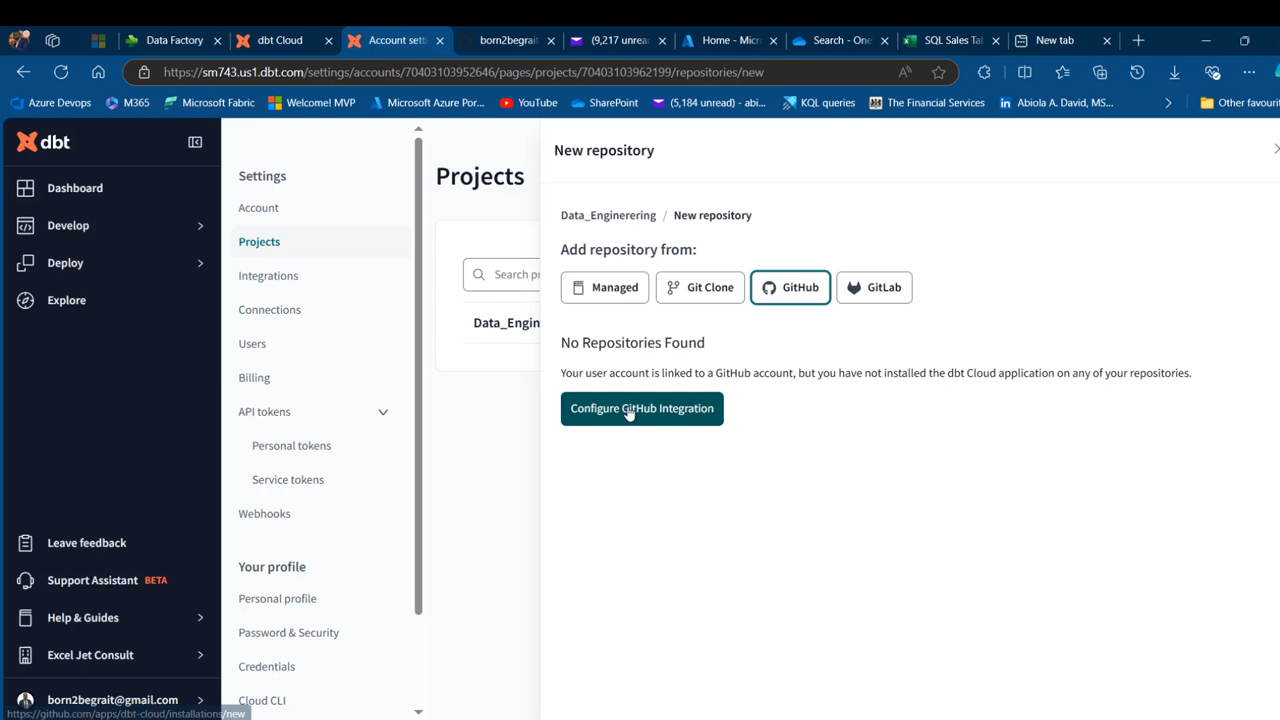 Data Factory
dbt Cloud
Account sett
born2begrait
(9,217 unrea
Home - Micr
Search - One
SQL Sales Tal
New tab
https://sm743.us1.dbt.com/settings/accounts/70403103952646/pages/projects/70403103962199/repositories/new
Azure Devops
M365
Microsoft Fabric
Welcome! MVP
Microsoft Azure Por...
YouTube
SharePoint
(5,184 unread) - abi...
KQL queries
The Financial Services
Abiola A. David, MS...
Other favouri
dbt
Dashboard
Develop
Deploy
Explore
Leave feedback
Support Assistant BETA
Help & Guides
Excel Jet Consult
born2begrait@gmail.com
https://github.com/apps/dbt-cloud/installations/new
Settings
Account
Projects
Integrations
Connections
Users
Billing
API tokens
Personal tokens
Service tokens
Webhooks
Your profile
Personal profile
Password & Security
Credentials
Cloud CLI
Projects
Search pr
Data_Engin
New repository
Data_Enginerering / New repository
Add repository from:
Managed
Git Clone
GitHub
GitLab
No Repositories Found
Your user account is linked to a GitHub account, but you have not installed the dbt Cloud application on any of your repositories.
Configure GitHub Integration